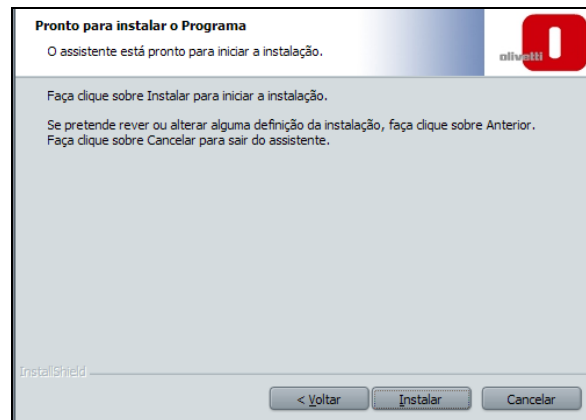 Pronto para instalar o Programa
O assistente está pronto para iniciar a instalação.
olivetti
Faça clique sobre Instalar para iniciar a instalação.
Se pretende rever ou alterar alguma definição da instalação, faça clique sobre Anterior.
Faça clique sobre Cancelar para sair do assistente.
InstallShield
< Voltar
Instalar
Cancelar